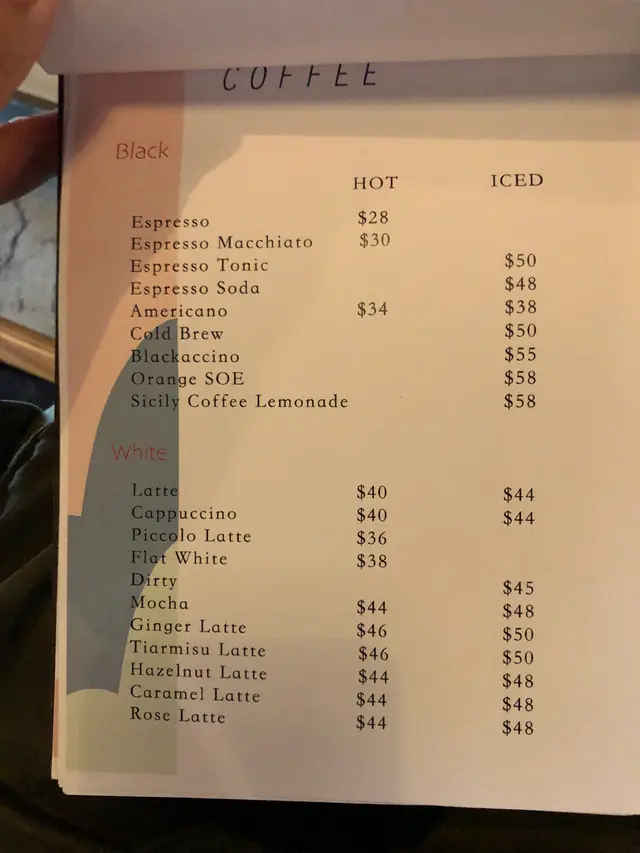 COFFEE
Black
HOT ICED
Espresso $28
Espresso Macchiato $30
Espresso Tonic $50
Espresso Soda $48
Americano $34 $38
Cold Brew $50
Blackaccino $55
Orange SOE $58
Sicily Coffee Lemonade $58
White
Latte $40 $44
Cappuccino $40 $44
Piccolo Latte $36
Flat White $38
Dirty $45
Mocha $44 $48
Ginger Latte $46 $50
Tiarmisu Latte $46 $50
Hazelnut Latte $44 $48
Caramel Latte $44 $48
Rose Latte $44 $48